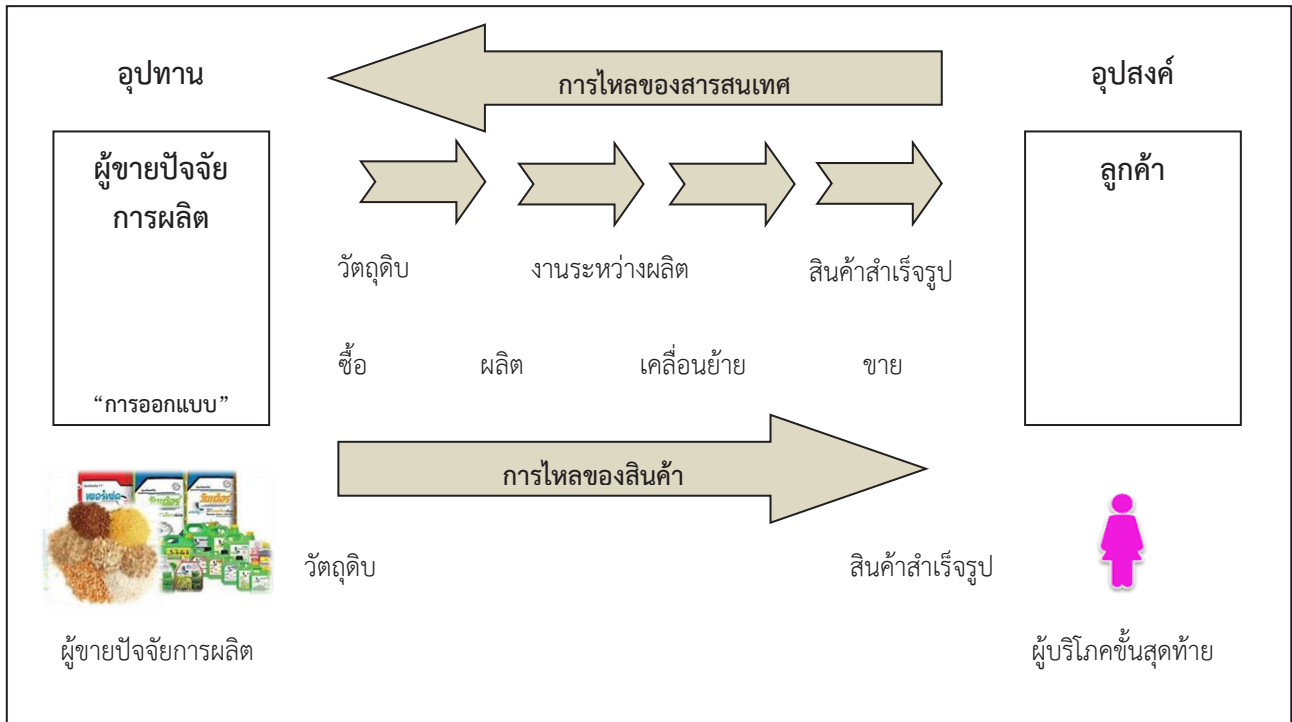 อุปทาน
การไหลของสารสนเทศ
อุปสงค์
ผู้ขายปัจจัย
การผลิต
ลูกค้า
วัตถุดิบ
งานระหว่างผลิต
สินค้าสำเร็จรูป
ซื้อ
ผลิต
เคลื่อนย้าย
ขาย
“การออกแบบ”
การไหลของสินค้า
วัตถุดิบ
สินค้าสำเร็จรูป
ผู้ขายปัจจัยการผลิต
ผู้บริโภคขั้นสุดท้าย